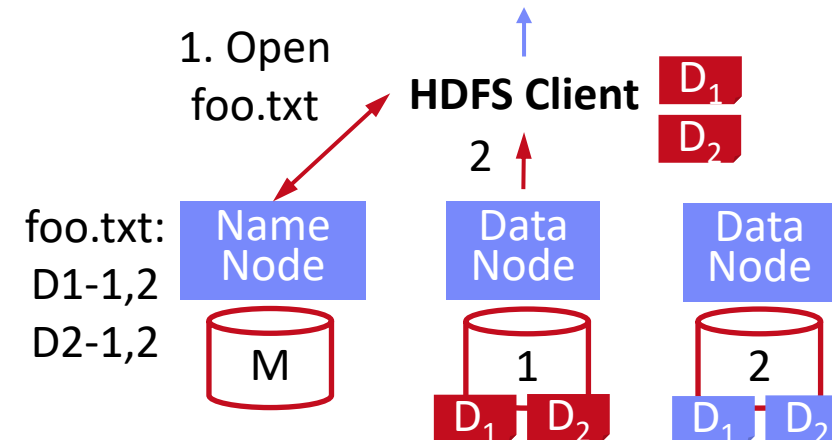 1. Open
foo.txt
HDFS Client
D1
D2
2
foo.txt:
D1-1,2
D2-1,2
Name
Node
Data
Node
Data
Node
M
1
2
D1
D2
D1
D2